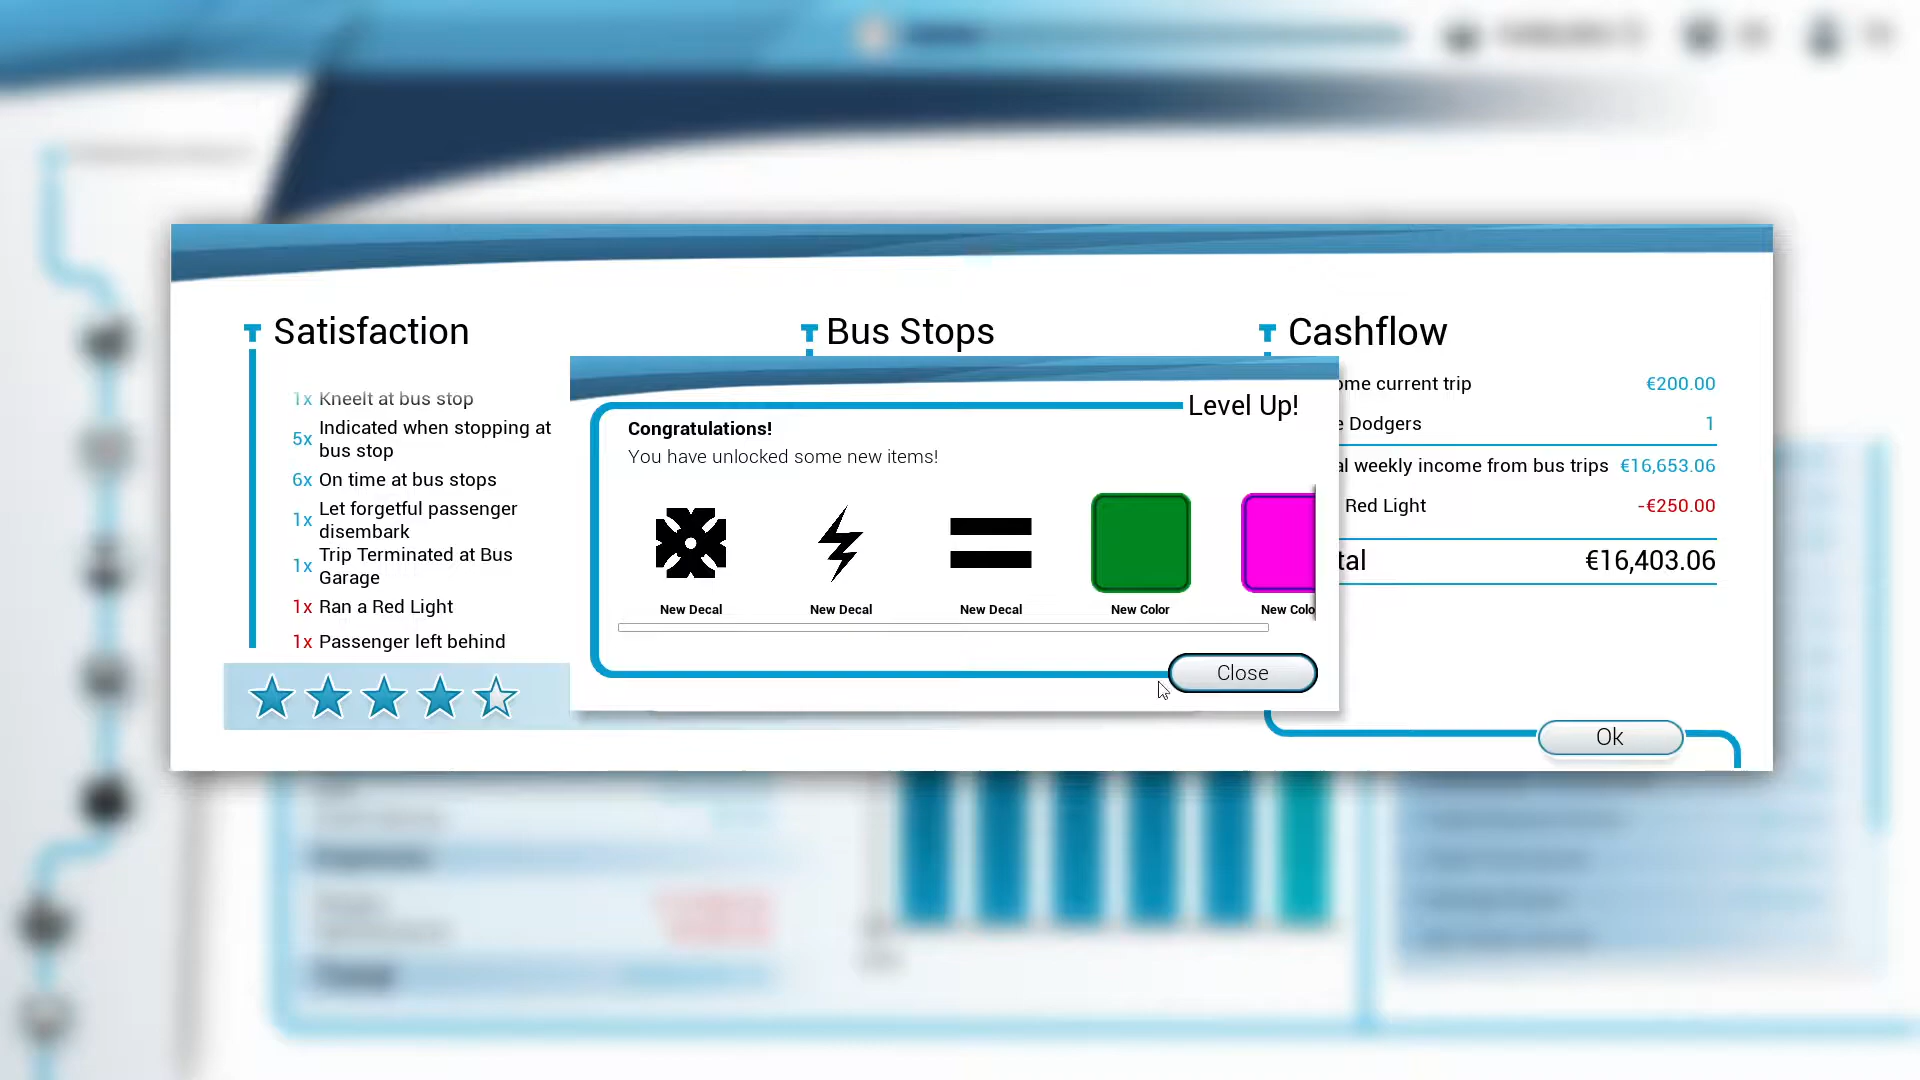 Satisfaction
1x Kneelt at bus stop
5x Indicated when stopping at
bus stop
6x On time at bus stops
1x Let forgetful passenger
disembark
1x Trip Terminated at Bus
Garage
1x Ran a Red Light
1x Passenger left behind
Bus Stops
Level Up!
Congratulations!
You have unlocked some new items!
New Decal
New Decal
New Decal
New Color
New Colo
Close
Cashflow
ome current trip €200.00
e Dodgers 1
al weekly income from bus trips €16,653.06
Red Light -€250.00
tal €16,403.06
Ok